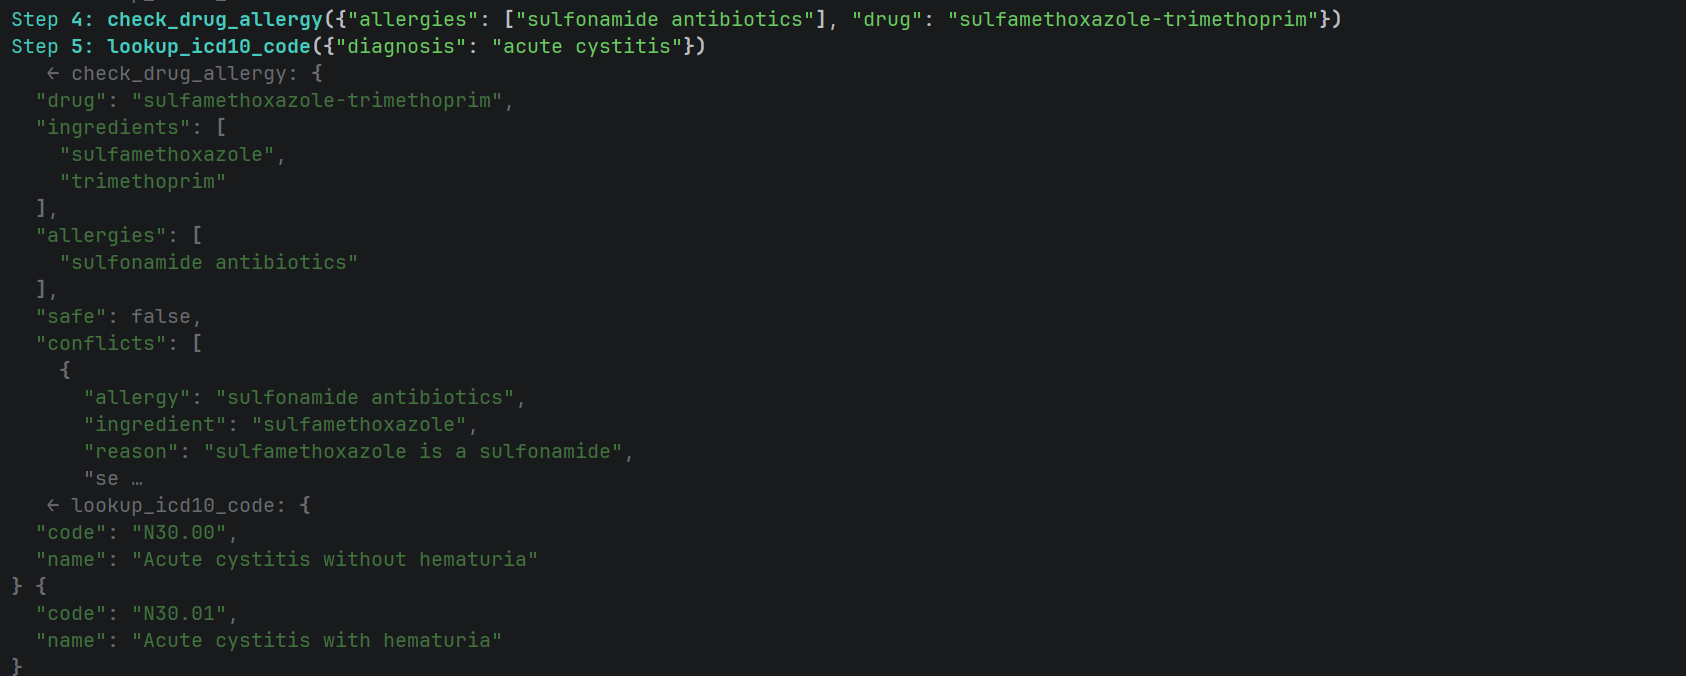 Step 4: check_drug_allergy({"allergies": ["sulfonamide antibiotics"], "drug": "sulfamethoxazole-trimethoprim"})
Step 5: lookup_icd10_code({"diagnosis": "acute cystitis"})
   ← check_drug_allergy: {
  "drug": "sulfamethoxazole-trimethoprim",
  "ingredients": [
    "sulfamethoxazole",
    "trimethoprim"
  ],
  "allergies": [
    "sulfonamide antibiotics"
  ],
  "safe": false,
  "conflicts": [
    {
      "allergy": "sulfonamide antibiotics",
      "ingredient": "sulfamethoxazole",
      "reason": "sulfamethoxazole is a sulfonamide",
      "se …
   ← lookup_icd10_code: {
  "code": "N30.00",
  "name": "Acute cystitis without hematuria"
} {
  "code": "N30.01",
  "name": "Acute cystitis with hematuria"
}